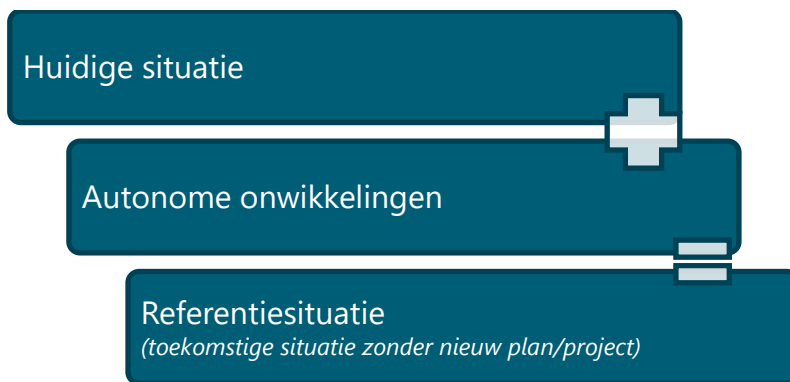 Huidige situatie
Autonome onwikkelingen
Referentiesituatie
(toekomstige situatie zonder nieuw plan/project)